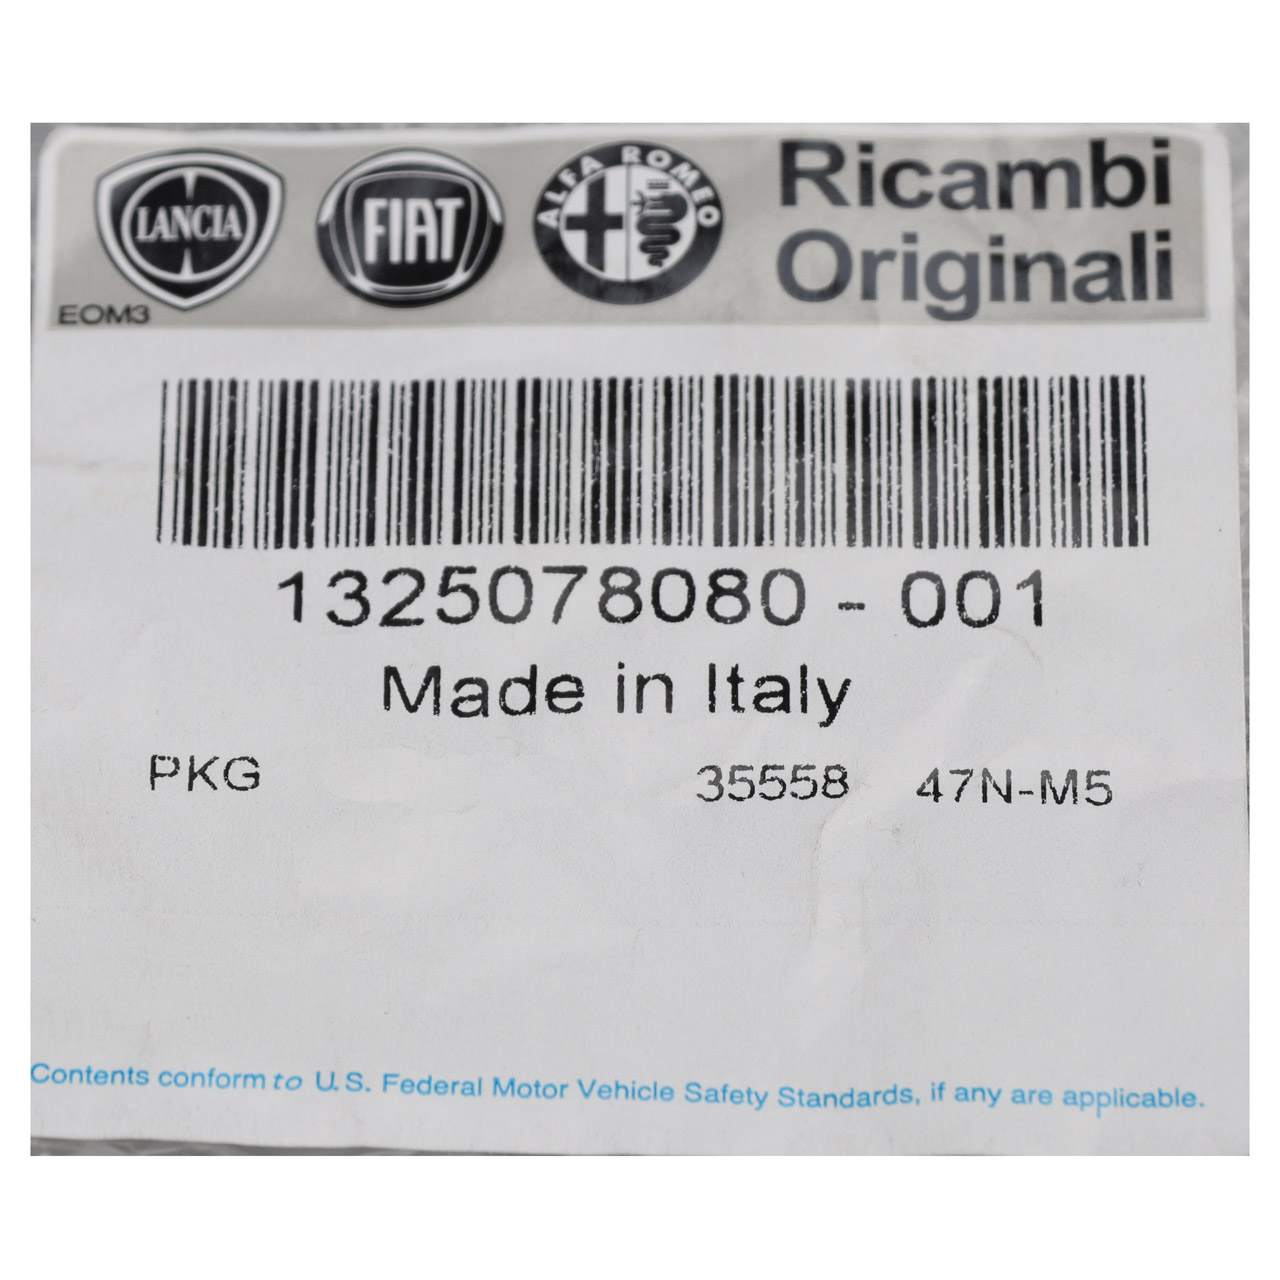 LANCIA
FIAT
ALFA ROMEO
Ricambi
Originali
EOM3
1325078080 - 001
Made in Italy
PKG 35558 47N-M5
Contents conform to U.S. Federal Motor Vehicle Safety Standards, if any are applicable.